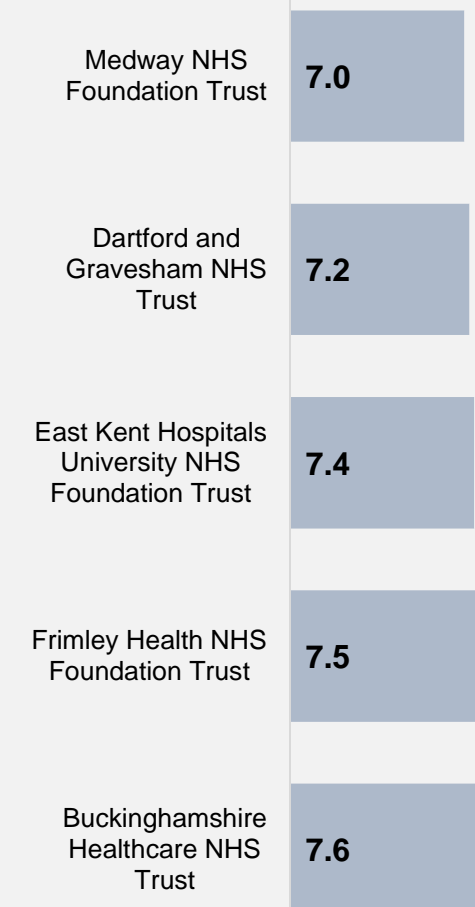 Medway NHS
Foundation Trust
7.0
Dartford and
Gravesham NHS
Trust
7.2
East Kent Hospitals
University NHS
Foundation Trust
7.4
Frimley Health NHS
Foundation Trust
7.5
Buckinghamshire
Healthcare NHS
Trust
7.6